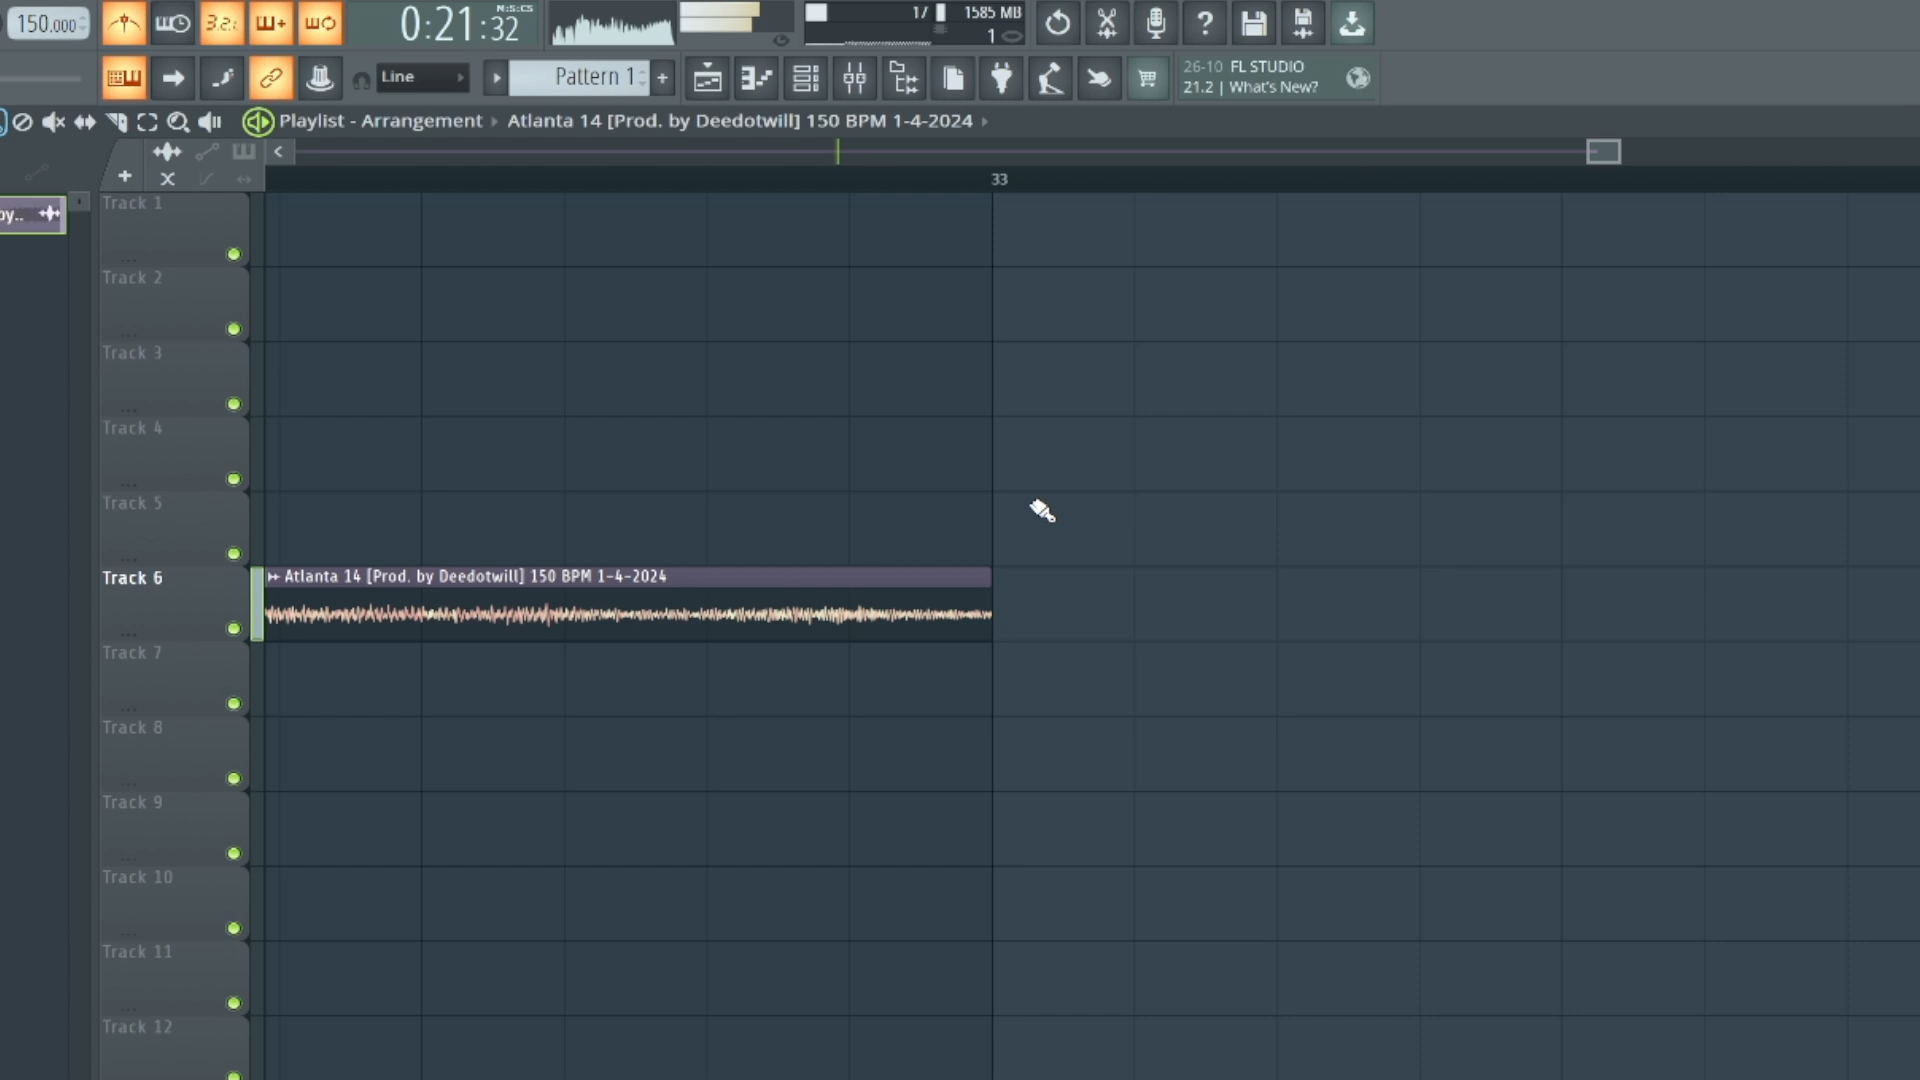 150.000
3.2:
0:21:32
M:S:CS
17
1585 MB
1
Line
Pattern 1
26-10 FL STUDIO
21.2 | What's New?
Playlist - Arrangement
Atlanta 14 [Prod. by Deedotwill] 150 BPM 1-4-2024
33
by..
Track 1
Track 2
Track 3
Track 4
Track 5
Track 6
Atlanta 14 [Prod. by Deedotwill] 150 BPM 1-4-2024
Track 7
Track 8
Track 9
Track 10
Track 11
Track 12